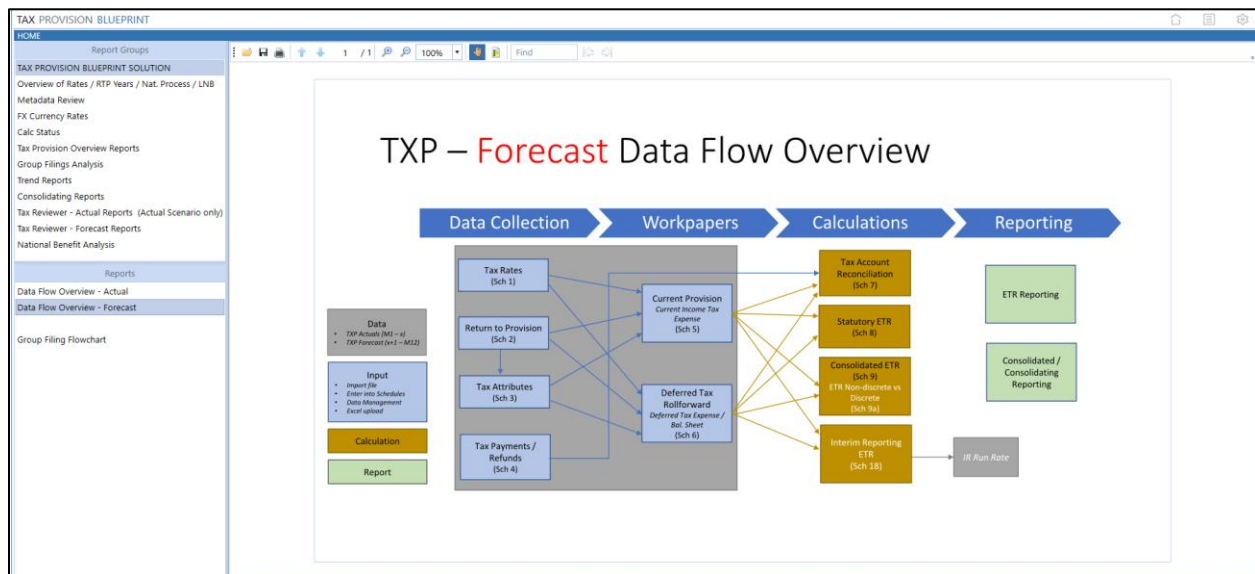 TAX PROVISION BLUEPRINT
HOME
Report Groups
TAX PROVISION BLUEPRINT SOLUTION
Overview of Rates / RTP Years / Nat. Process / LNB
Metadata Review
FX Currency Rates
Calc Status
Tax Provision Overview Reports
Group Filings Analysis
Trend Reports
Consolidating Reports
Tax Reviewer - Actual Reports (Actual Scenario only)
Tax Reviewer - Forecast Reports
National Benefit Analysis
Reports
Data Flow Overview - Actual
Data Flow Overview - Forecast
Group Filing Flowchart
1 / 1 100% Find
TXP – Forecast Data Flow Overview
Data Collection Workpapers Calculations Reporting
Data
• TXP Actuals (M1 – x)
• TXP Forecast (x+1 – M12)
Input
• Import file
• Enter into Schedules
• Data Management
• Excel upload
Calculation
Report
Tax Rates
(Sch 1)
Return to Provision
(Sch 2)
Tax Attributes
(Sch 3)
Tax Payments /
Refunds
(Sch 4)
Current Provision
Current Income Tax
Expense
(Sch 5)
Deferred Tax
Rollforward
Deferred Tax Expense /
Bal. Sheet
(Sch 6)
Tax Account
Reconciliation
(Sch 7)
Statutory ETR
(Sch 8)
Consolidated ETR
(Sch 9)
ETR Non-discrete vs
Discrete
(Sch 9a)
Interim Reporting
ETR
(Sch 18)
IR Run Rate
ETR Reporting
Consolidated /
Consolidating
Reporting